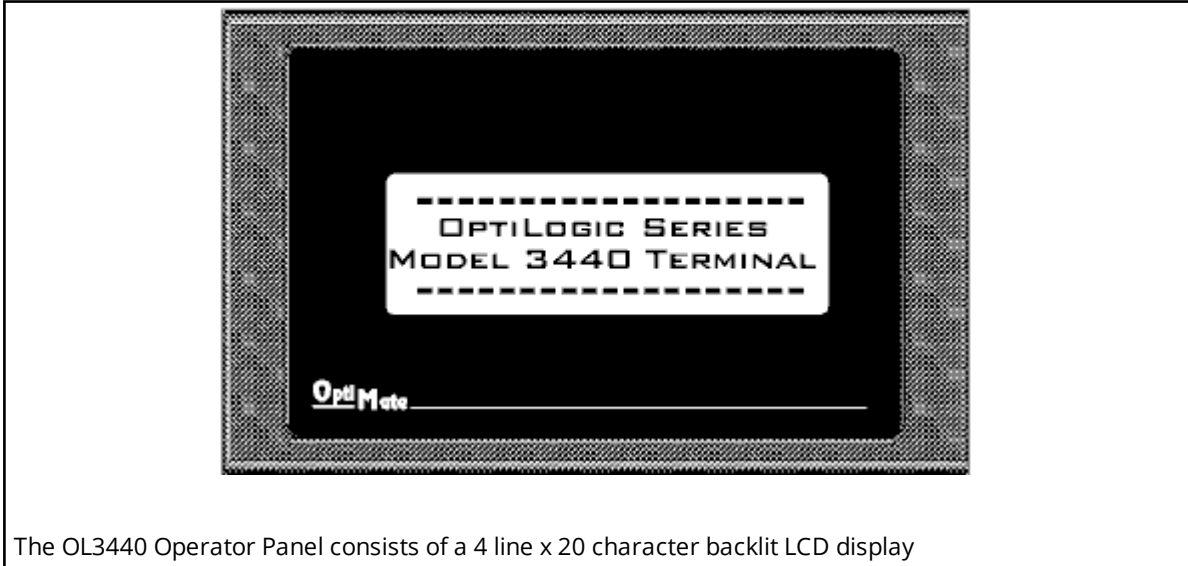 --------------------
OptiLogic Series
Model 3440 Terminal
--------------------
OptiMate
The OL3440 Operator Panel consists of a 4 line x 20 character backlit LCD display